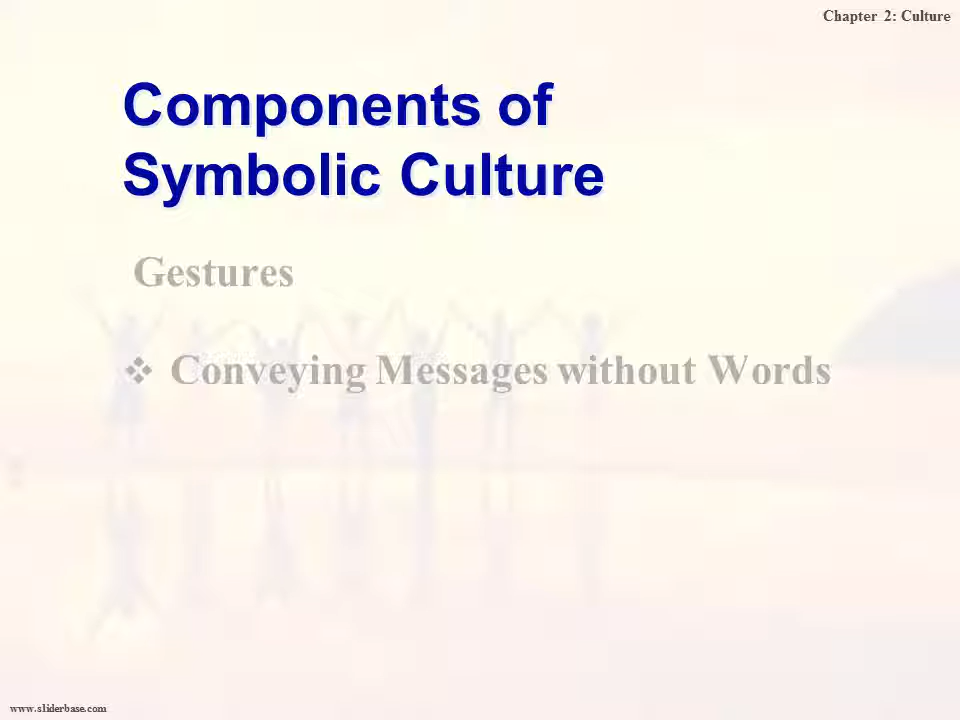 Chapter 2: Culture
Components of
Symbolic Culture
Gestures
❖ Conveying Messages without Words
www.sliderbase.com